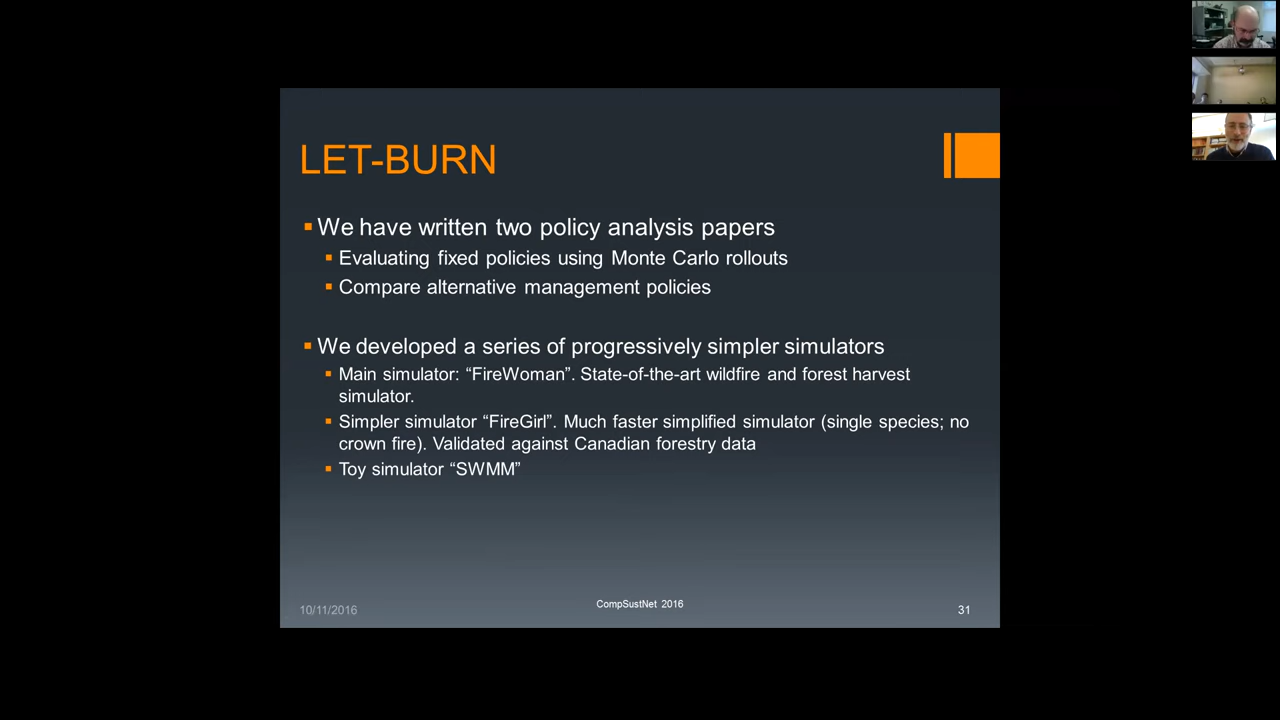 LET-BURN
We have written two policy analysis papers
Evaluating fixed policies using Monte Carlo rollouts
Compare alternative management policies
We developed a series of progressively simpler simulators
Main simulator: “FireWoman”. State-of-the-art wildfire and forest harvest
simulator.
Simpler simulator “FireGirl”. Much faster simplified simulator (single species; no
crown fire). Validated against Canadian forestry data
Toy simulator “SWMM”
10/11/2016
CompSustNet 2016
31